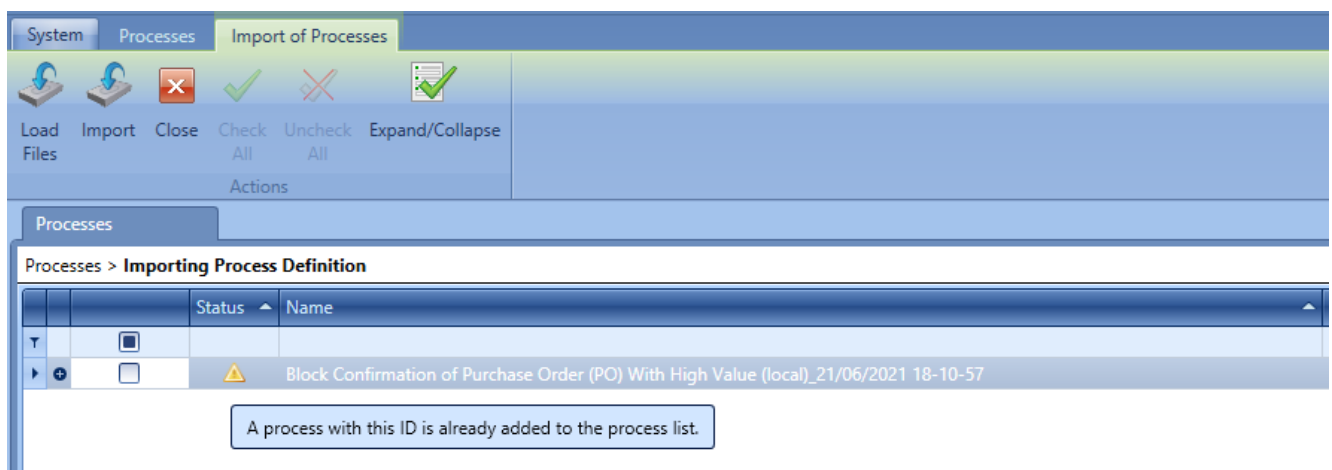 System Processes Import of Processes
Load Files Import Close Check All Uncheck All Expand/Collapse
Actions
Processes
Processes > Importing Process Definition
Status Name
Block Confirmation of Purchase Order (PO) With High Value (local)_21/06/2021 18-10-57
A process with this ID is already added to the process list.